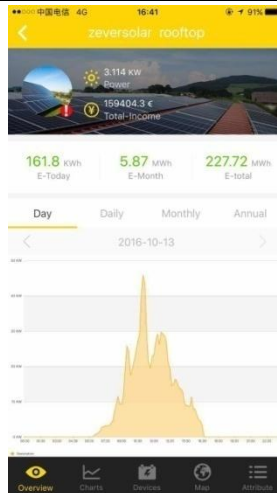 中国电信 4G 16:41 91%
zeversolar rooftop
3.114 KW
Power
159404.3 €
Total-Income
161.8 KWh 5.87 MWh 227.72 MWh
E-Today E-Month E-total
Day Daily Monthly Annual
2016-10-13
Overview Charts Devices Map Attribute